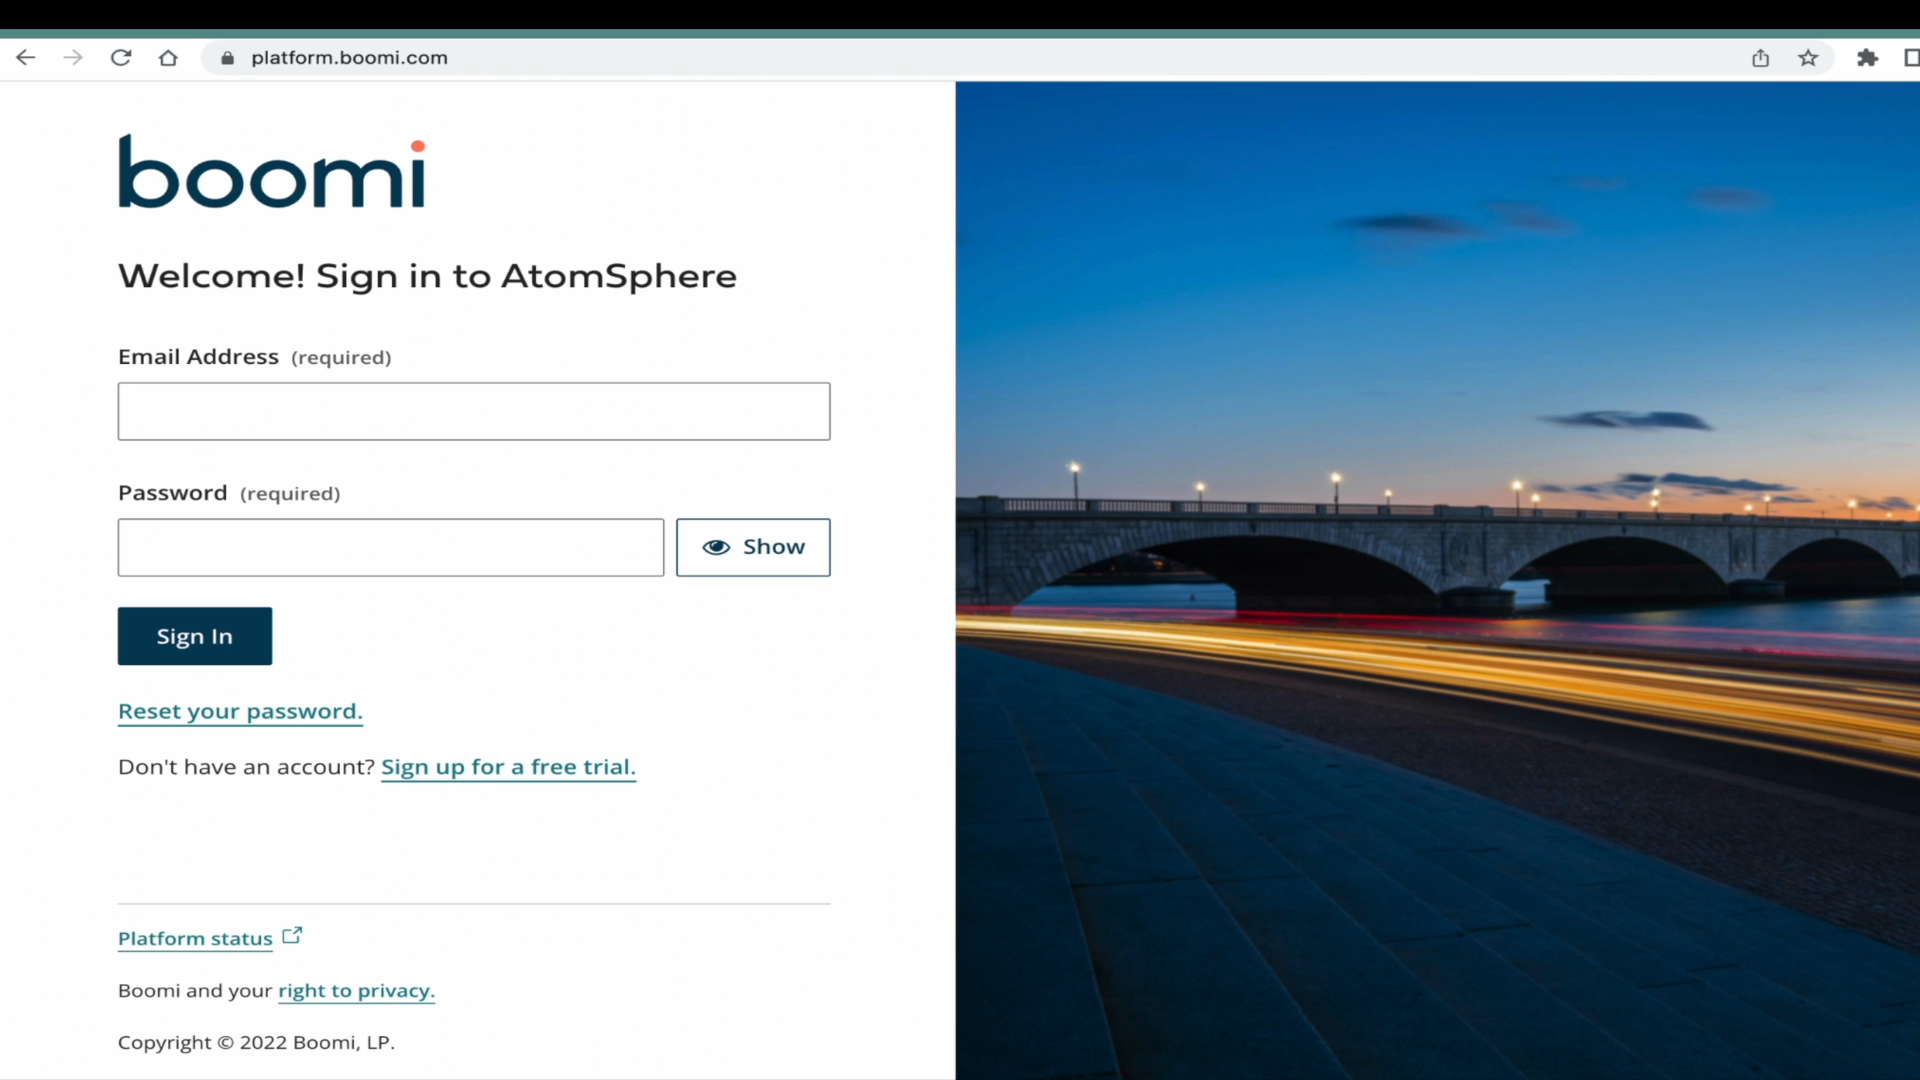 platform.boomi.com
boomi
Welcome! Sign in to AtomSphere
Email Address (required)
Password (required)
Show
Sign In
Reset your password.
Don't have an account? Sign up for a free trial.
Platform status
Boomi and your right to privacy.
Copyright © 2022 Boomi, LP.